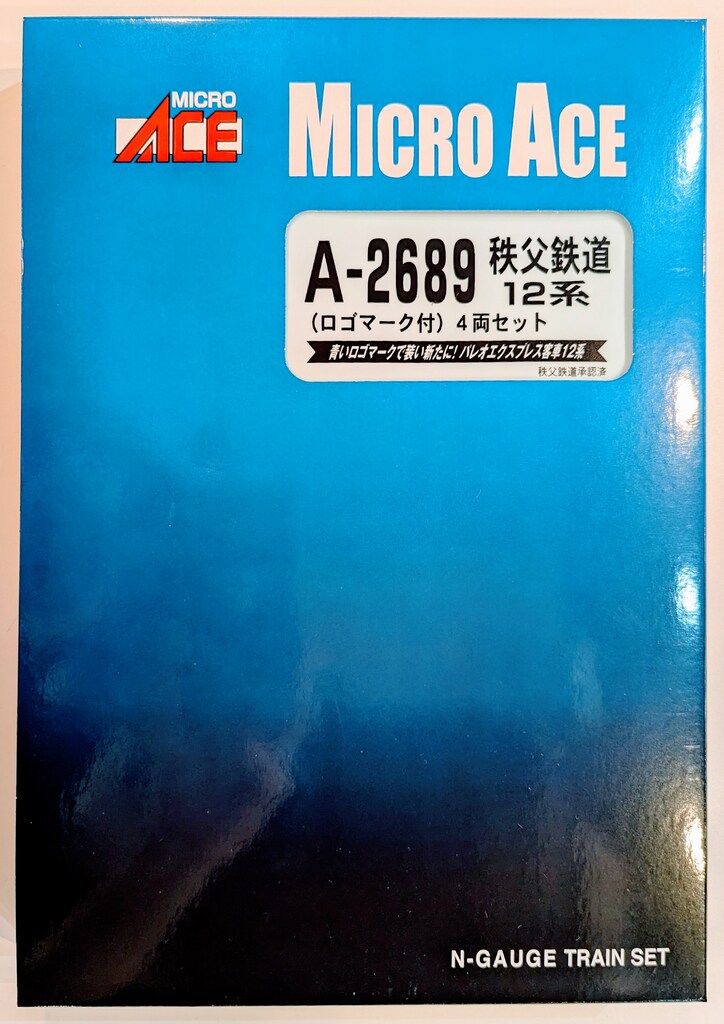 MICRO
ACE
MICRO ACE
A-2689 秩父鉄道
12系
(ロゴマーク付) 4両セット
青いロゴマークで装い新たに! パレオエクスプレス客車12系
秩父鉄道承認済
N-GAUGE TRAIN SET